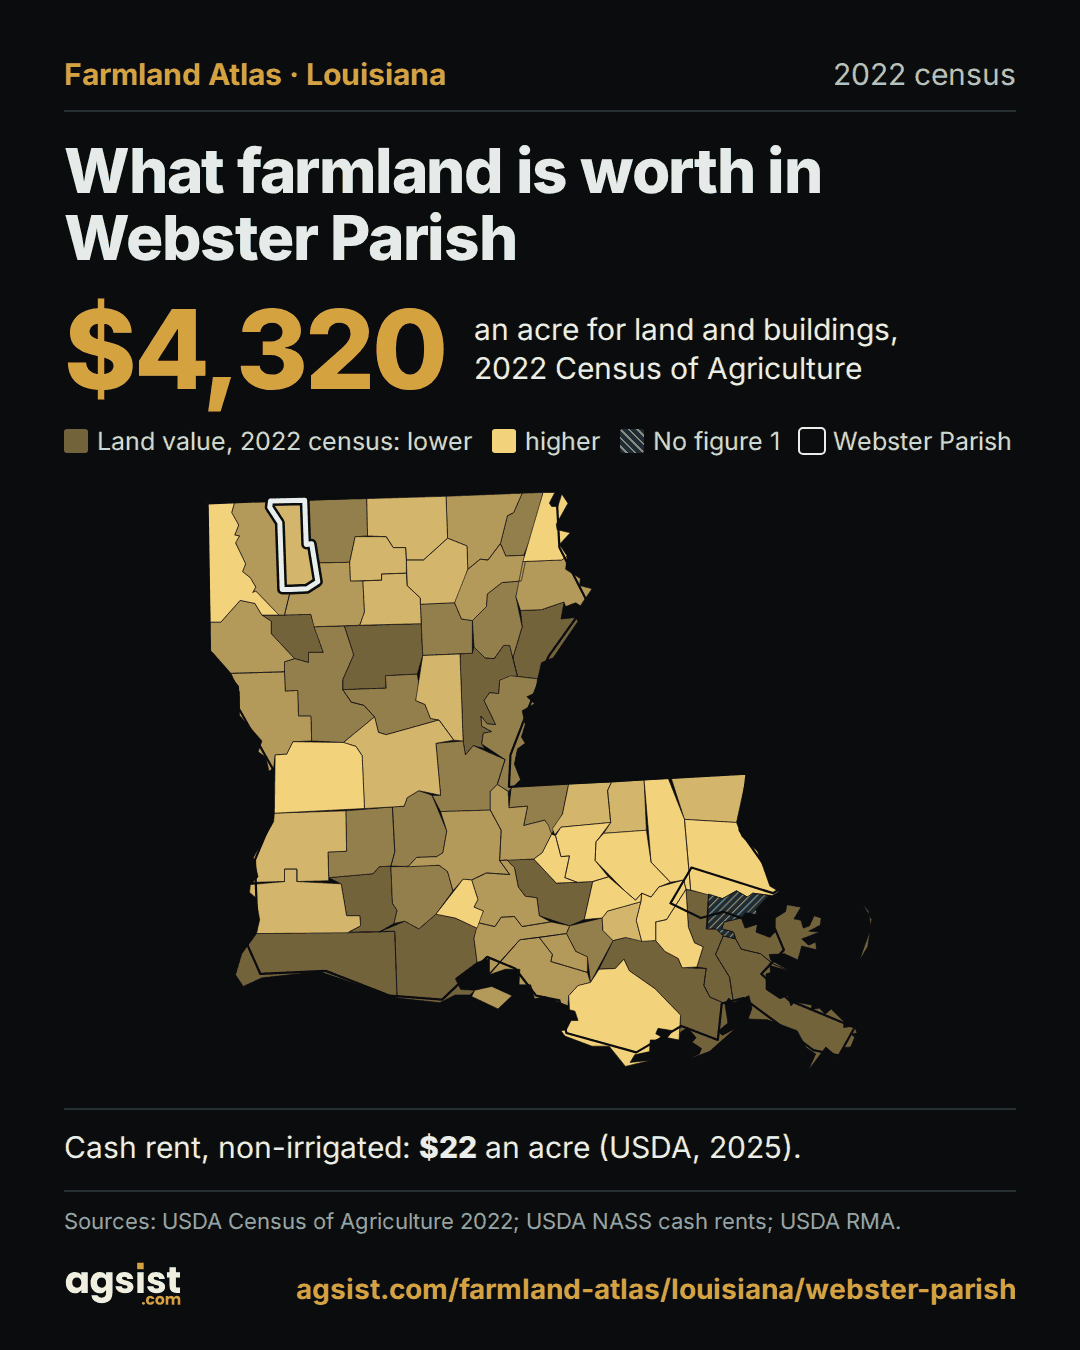 Farmland Atlas · Louisiana
2022 census
What farmland is worth in
Webster Parish
$4,320
an acre for land and buildings,
2022 Census of Agriculture
Land value, 2022 census: lower
higher
No figure 1
Webster Parish
Cash rent, non-irrigated: $22 an acre (USDA, 2025).
Sources: USDA Census of Agriculture 2022; USDA NASS cash rents; USDA RMA.
agsist
.com
agsist.com/farmland-atlas/louisiana/webster-parish